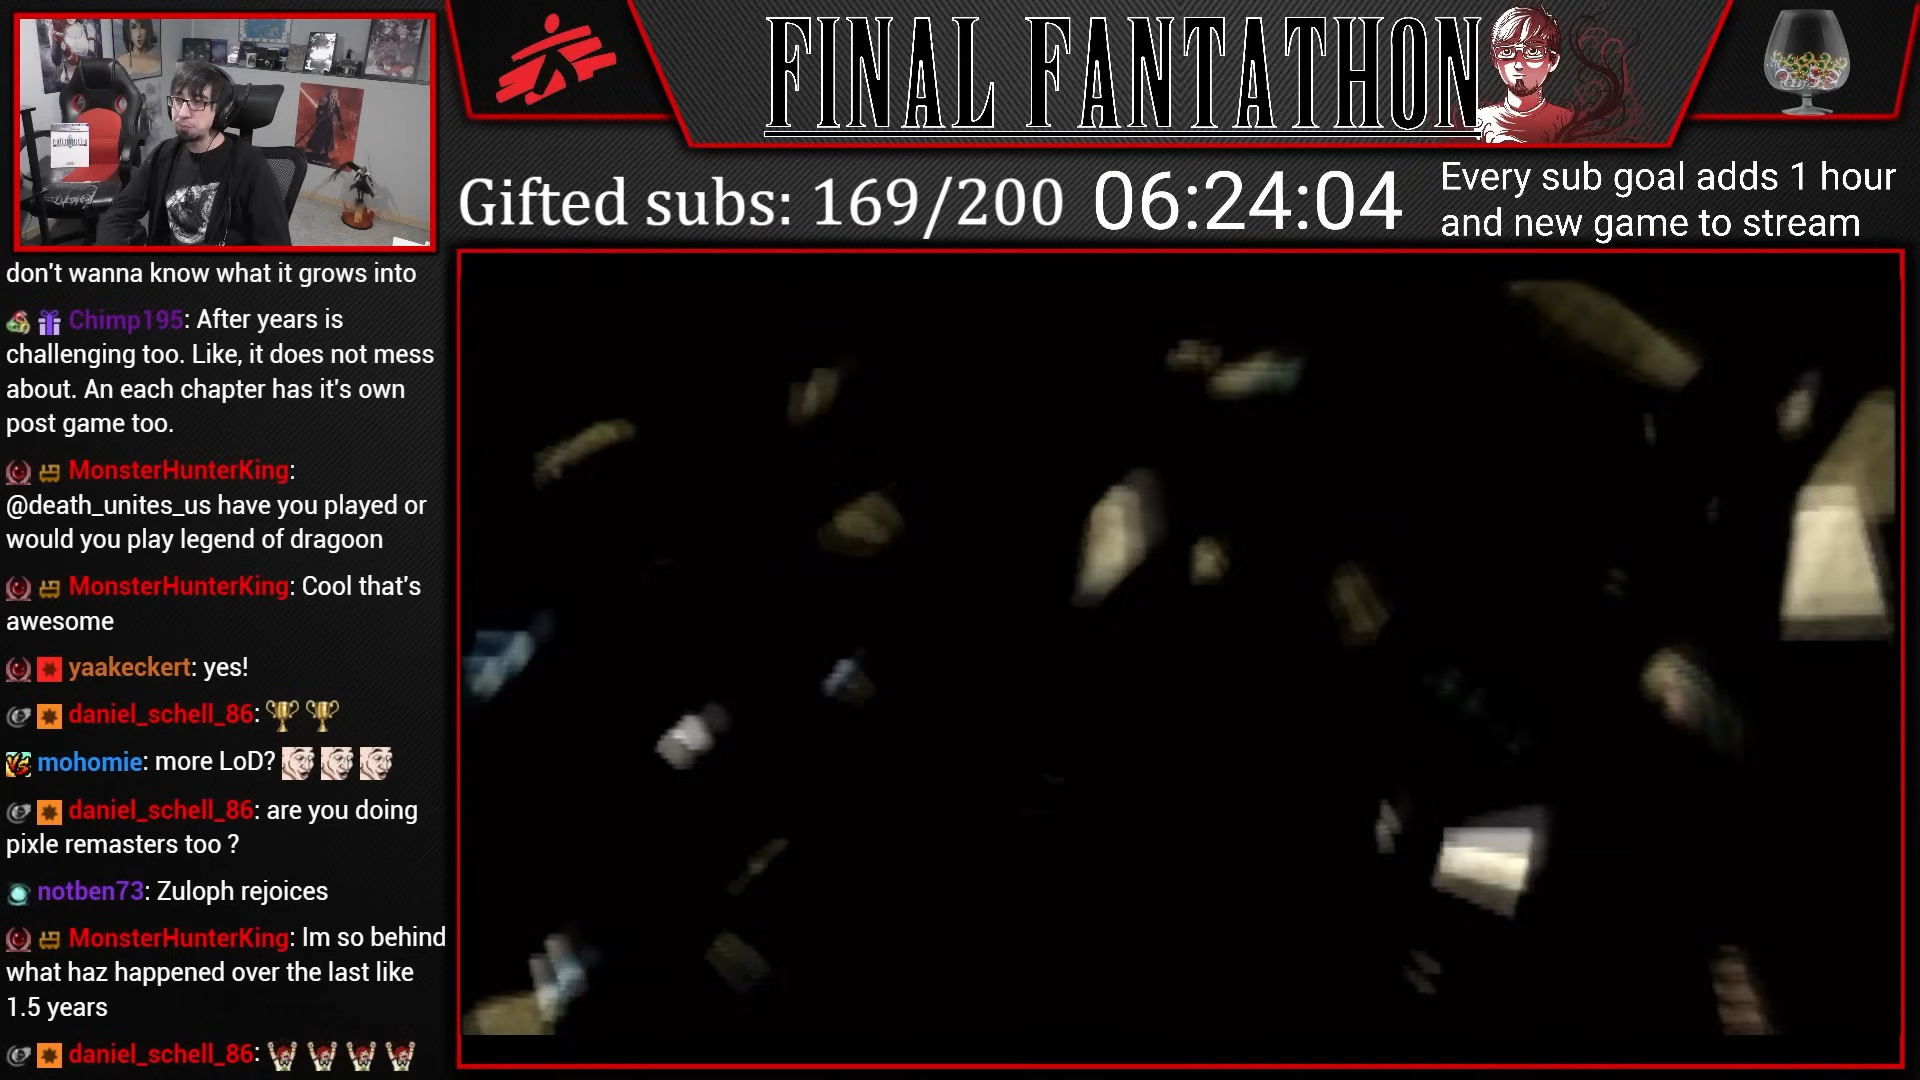 FINAL FANTATHON
Gifted subs: 169/200
06:24:04
Every sub goal adds 1 hour
and new game to stream
don't wanna know what it grows into
Chimp195: After years is
challenging too. Like, it does not mess
about. An each chapter has it's own
post game too.
MonsterHunterKing:
@death_unites_us have you played or
would you play legend of dragoon
MonsterHunterKing: Cool that's
awesome
yaakeckert: yes!
daniel_schell_86:
mohomie: more LoD?
daniel_schell_86: are you doing
pixle remasters too ?
notben73: Zuloph rejoices
MonsterHunterKing: Im so behind
what haz happened over the last like
1.5 years
daniel_schell_86: